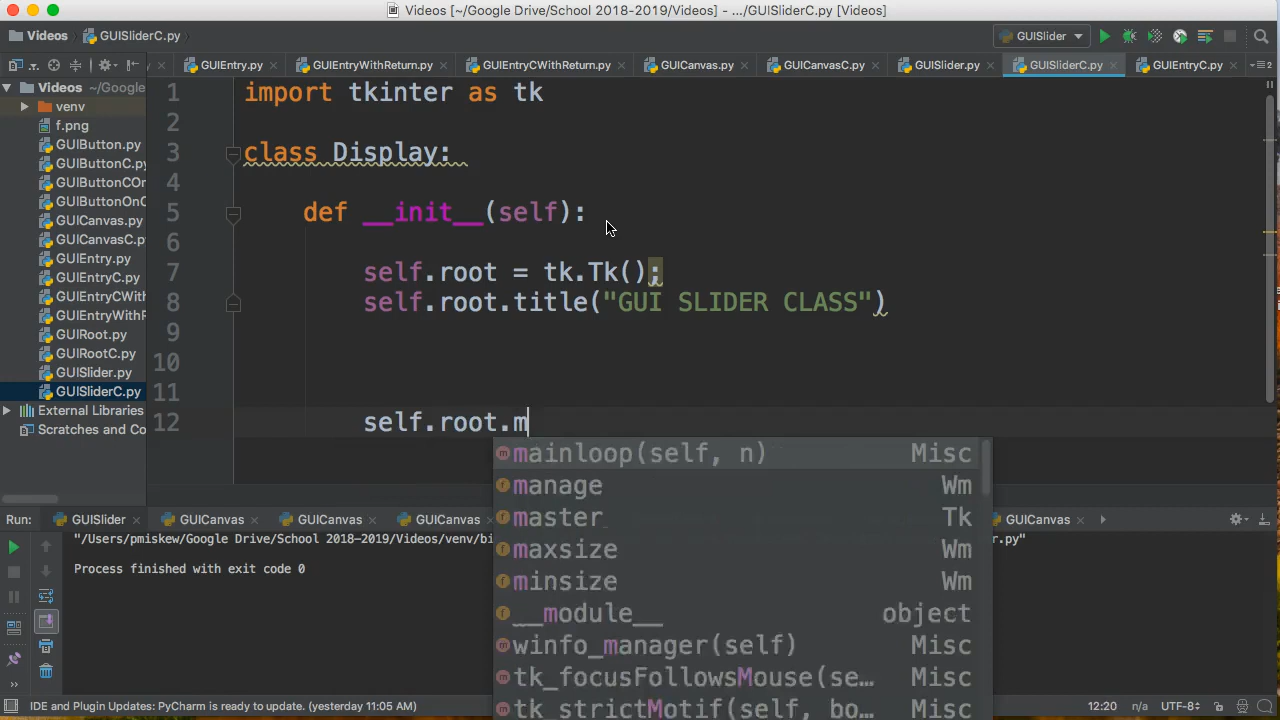 Videos [~/Google Drive/School 2018-2019/Videos] - .../GUISliderC.py [Videos]
Videos GUISliderC.py GUISlider
GUIEntry.py GUIEntryWithReturn.py GUIEntryCWithReturn.py GUICanvas.py GUICanvasC.py GUISlider.py GUISliderC.py GUIEntryC.py 2
Videos ~/Google
venv
f.png
GUIButton.py
GUIButtonC.py
GUIButtonCOn
GUIButtonOnC
GUICanvas.py
GUICanvasC.p
GUIEntry.py
GUIEntryC.py
GUIEntryCWit
GUIEntryWithR
GUIRoot.py
GUIRootC.py
GUISlider.py
GUISliderC.py
External Libraries
Scratches and Co
1 import tkinter as tk
2
3 class Display:
4
5 def __init__(self):
6
7 self.root = tk.Tk();
8 self.root.title("GUI SLIDER CLASS")
9
10
11
12 self.root.m
mainloop(self, n) Misc
manage Wm
master Tk
maxsize Wm
minsize Wm
__module__ object
winfo_manager(self) Misc
tk_focusFollowsMouse(se… Misc
tk_strictMotif(self, bo… Misc
Run: GUISlider GUICanvas GUICanvas GUICanvas GUICanvas
"/Users/pmiskew/Google Drive/School 2018-2019/Videos/venv/bi er.py"
Process finished with exit code 0
IDE and Plugin Updates: PyCharm is ready to update. (yesterday 11:05 AM) 12:20 n/a UTF-8